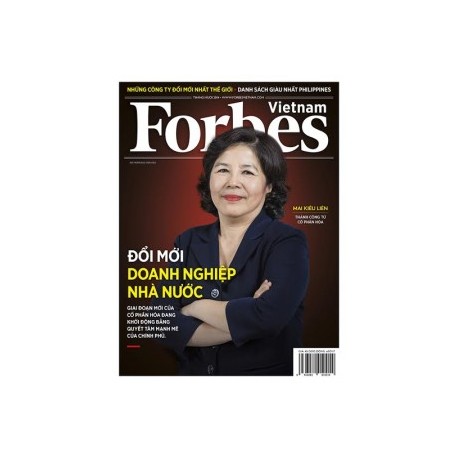 NHỮNG CÔNG TY ĐỔI MỚI NHẤT THẾ GIỚI - DANH SÁCH GIÀU NHẤT PHILIPPINES
Vietnam
Forbes
MAI KIỀU LIÊN
THÀNH CÔNG TỪ
CỔ PHẦN HÓA
ĐỔI MỚI
DOANH NGHIỆP
NHÀ NƯỚC
GIAI ĐOẠN MỚI CỦA
CỔ PHẦN HÓA ĐANG
KHỞI ĐỘNG BẰNG
QUYẾT TÂM MẠNH MẼ
CỦA CHÍNH PHỦ.